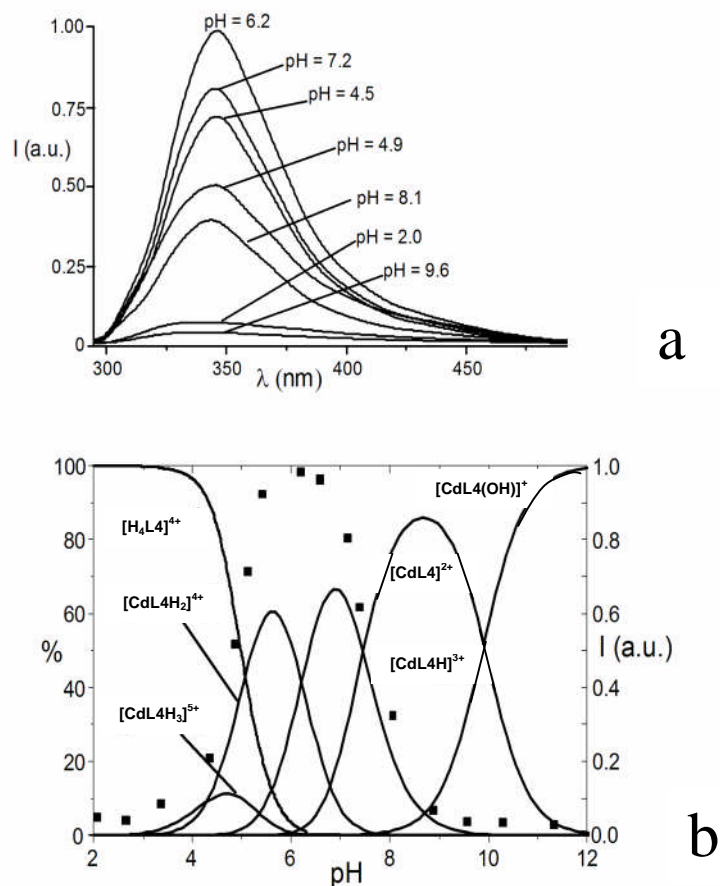 1.00
0.75
I (a.u.)
0.50
0.25
0
pH = 6.2
pH = 7.2
pH = 4.5
pH = 4.9
pH = 8.1
pH = 2.0
pH = 9.6
300 350 400 450
λ (nm)
a
100
80
60
%
40
20
0
[H4L4]4+
[CdL4H2]4+
[CdL4H3]5+
[CdL4(OH)]+
[CdL4]2+
[CdL4H]3+
1.0
0.8
0.6
I (a.u.)
0.4
0.2
0.0
2 4 6 8 10 12
pH
b